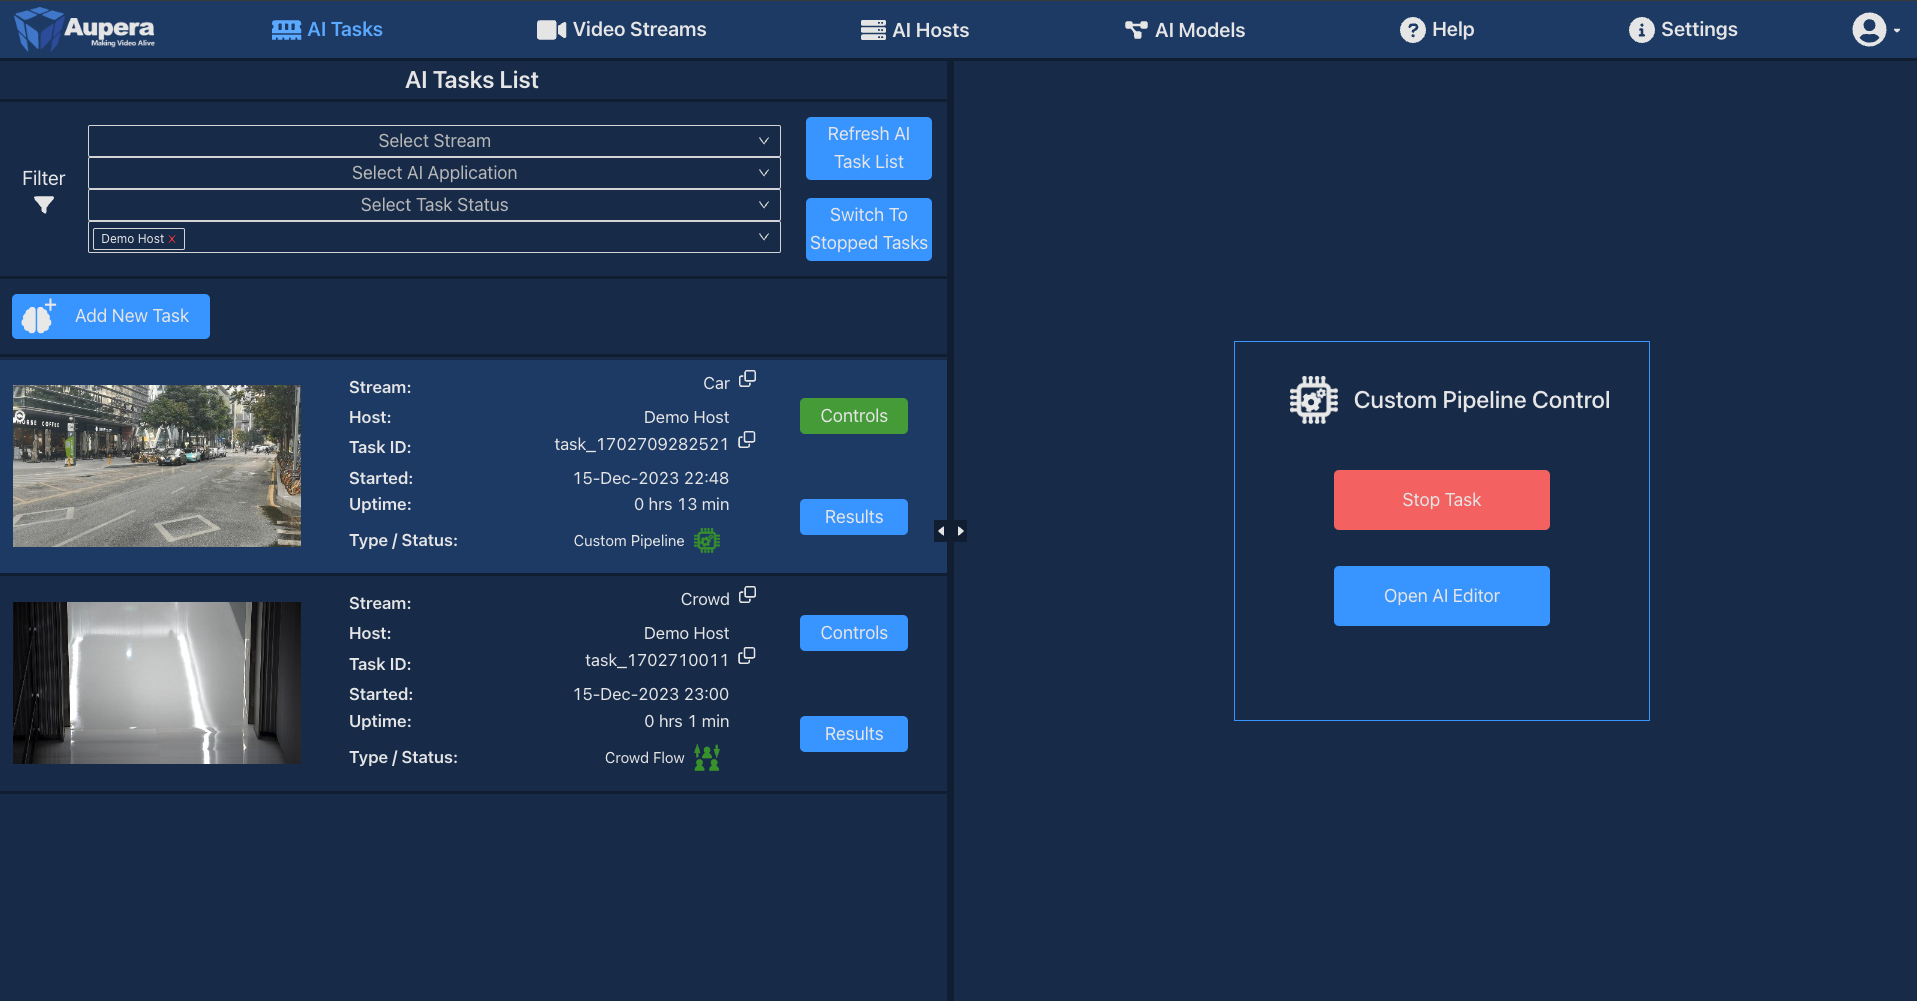 Aupera
Making Video Alive
AI Tasks
Video Streams
AI Hosts
AI Models
Help
Settings
AI Tasks List
Filter
Select Stream
Select AI Application
Select Task Status
Demo Host x
Refresh AI
Task List
Switch To
Stopped Tasks
Add New Task
Stream: Car
Host: Demo Host
Task ID: task_1702709282521
Started: 15-Dec-2023 22:48
Uptime: 0 hrs 13 min
Type / Status: Custom Pipeline
Controls
Results
Stream: Crowd
Host: Demo Host
Task ID: task_1702710011
Started: 15-Dec-2023 23:00
Uptime: 0 hrs 1 min
Type / Status: Crowd Flow
Controls
Results
Custom Pipeline Control
Stop Task
Open AI Editor